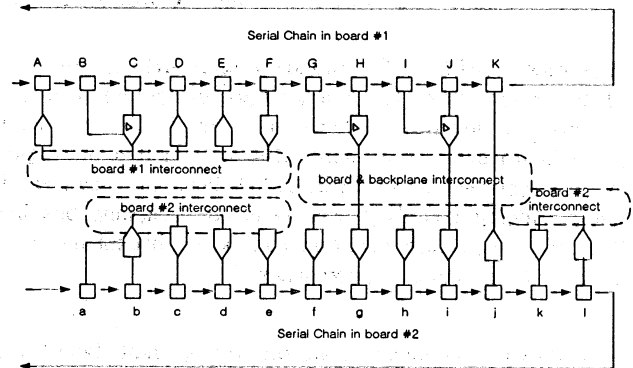 Serial Chain in board #1
A B C D E F G H I J K
board #1 interconnect
board & backplane interconnect
board #2 interconnect
board #2
interconnect
a b c d e f g h i j k l
Serial Chain in board #2